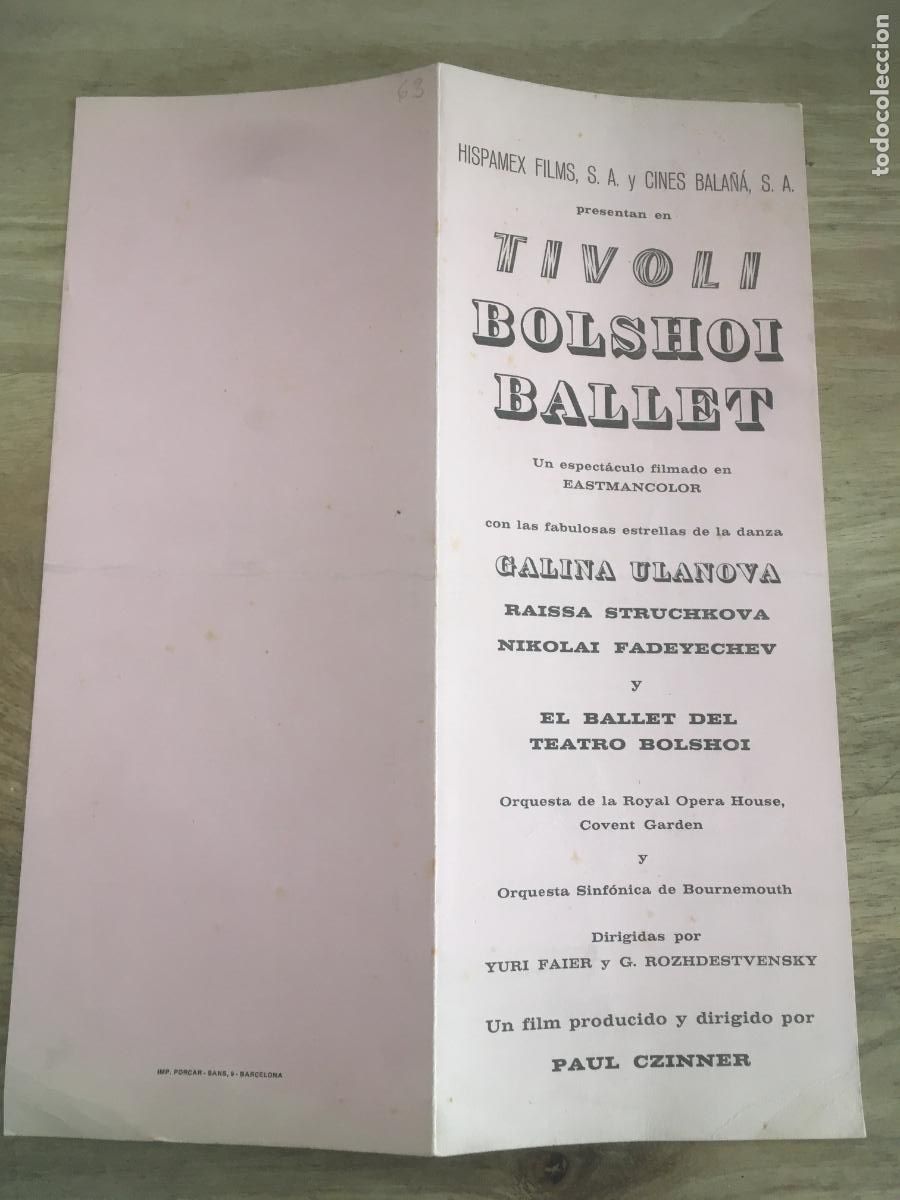 63
HISPAMEX FILMS, S. A. y CINES BALAÑÁ, S. A.
presentan en
TIVOLI
BOLSHOI
BALLET
Un espectáculo filmado en
EASTMANCOLOR
con las fabulosas estrellas de la danza
GALINA ULANOVA
RAISSA STRUCHKOVA
NIKOLAI FADEYECHEV
y
EL BALLET DEL
TEATRO BOLSHOI
Orquesta de la Royal Opera House,
Covent Garden
y
Orquesta Sinfónica de Bournemouth
Dirigidas por
YURI FAIER y G. ROZHDESTVENSKY
Un film producido y dirigido por
PAUL CZINNER
IMP. PORCAR - SANS, 9 - BARCELONA
todocoleccion